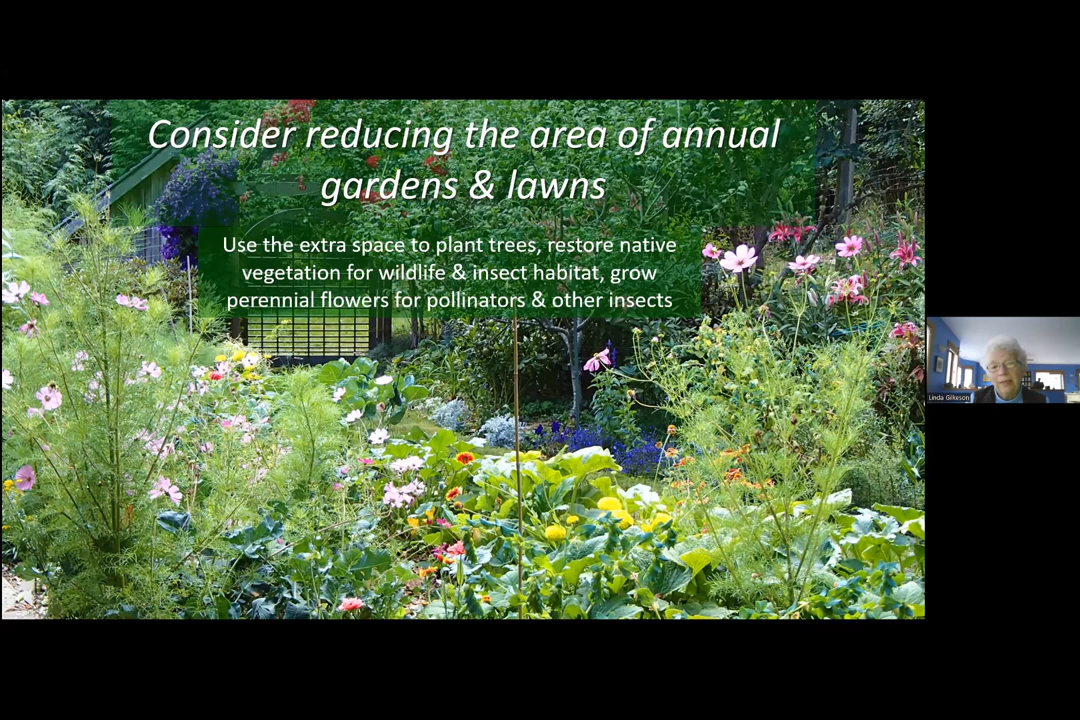 Consider reducing the area of annual
gardens & lawns
Use the extra space to plant trees, restore native
vegetation for wildlife & insect habitat, grow
perennial flowers for pollinators & other insects
Linda Gilkeson